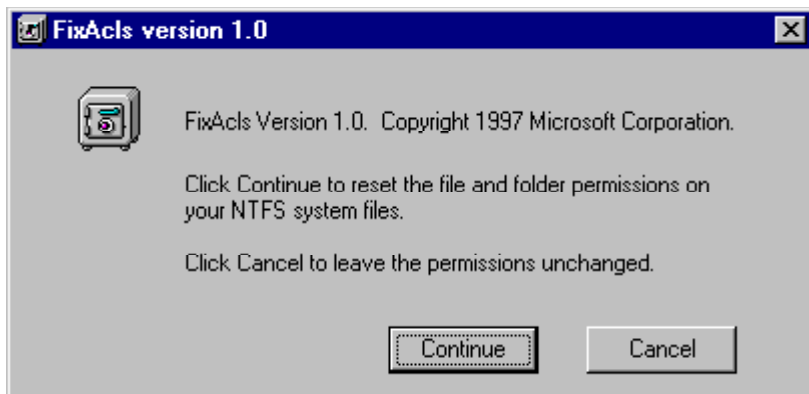 FixAcls version 1.0
FixAcls Version 1.0. Copyright 1997 Microsoft Corporation.
Click Continue to reset the file and folder permissions on
your NTFS system files.
Click Cancel to leave the permissions unchanged.
Continue
Cancel